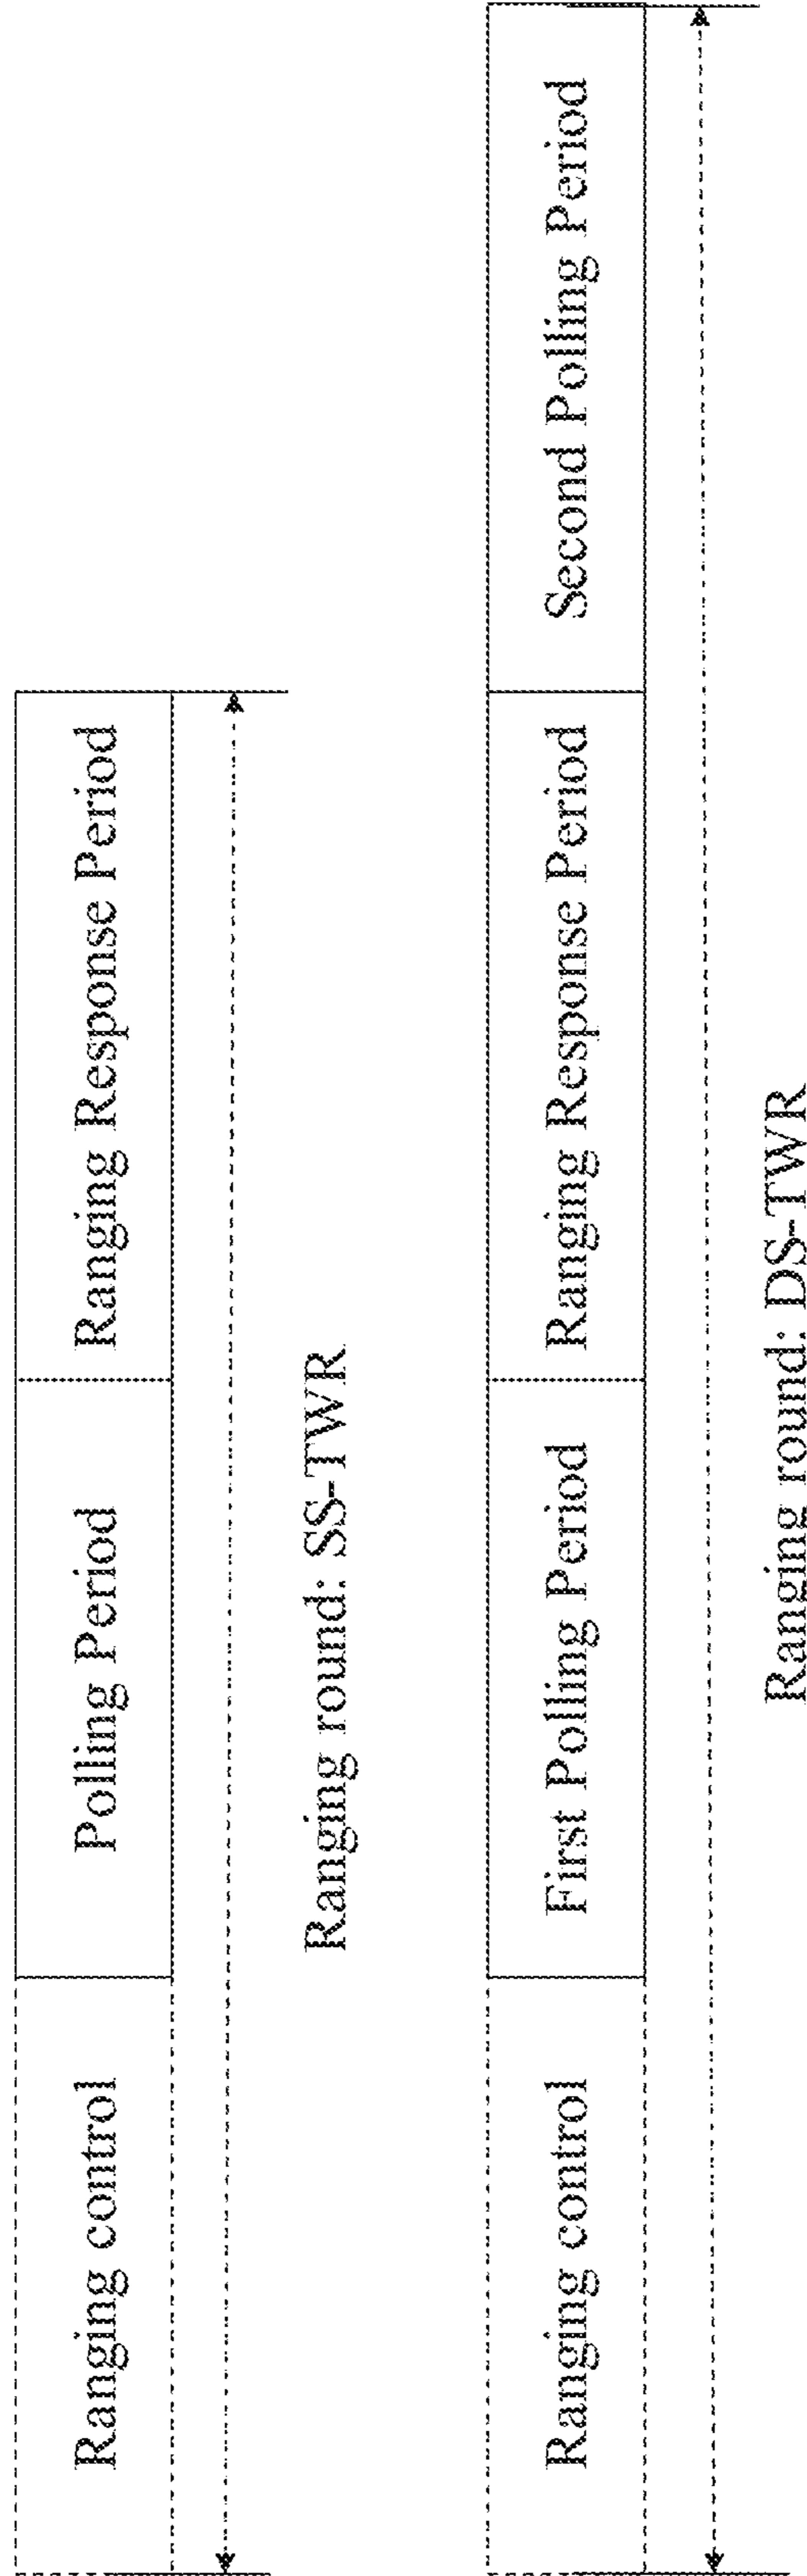 Ranging control
Polling Period
Ranging Response Period
Ranging round: SS-TWR
Ranging control
First Polling Period
Ranging Response Period
Second Polling Period
Ranging round: DS-TWR